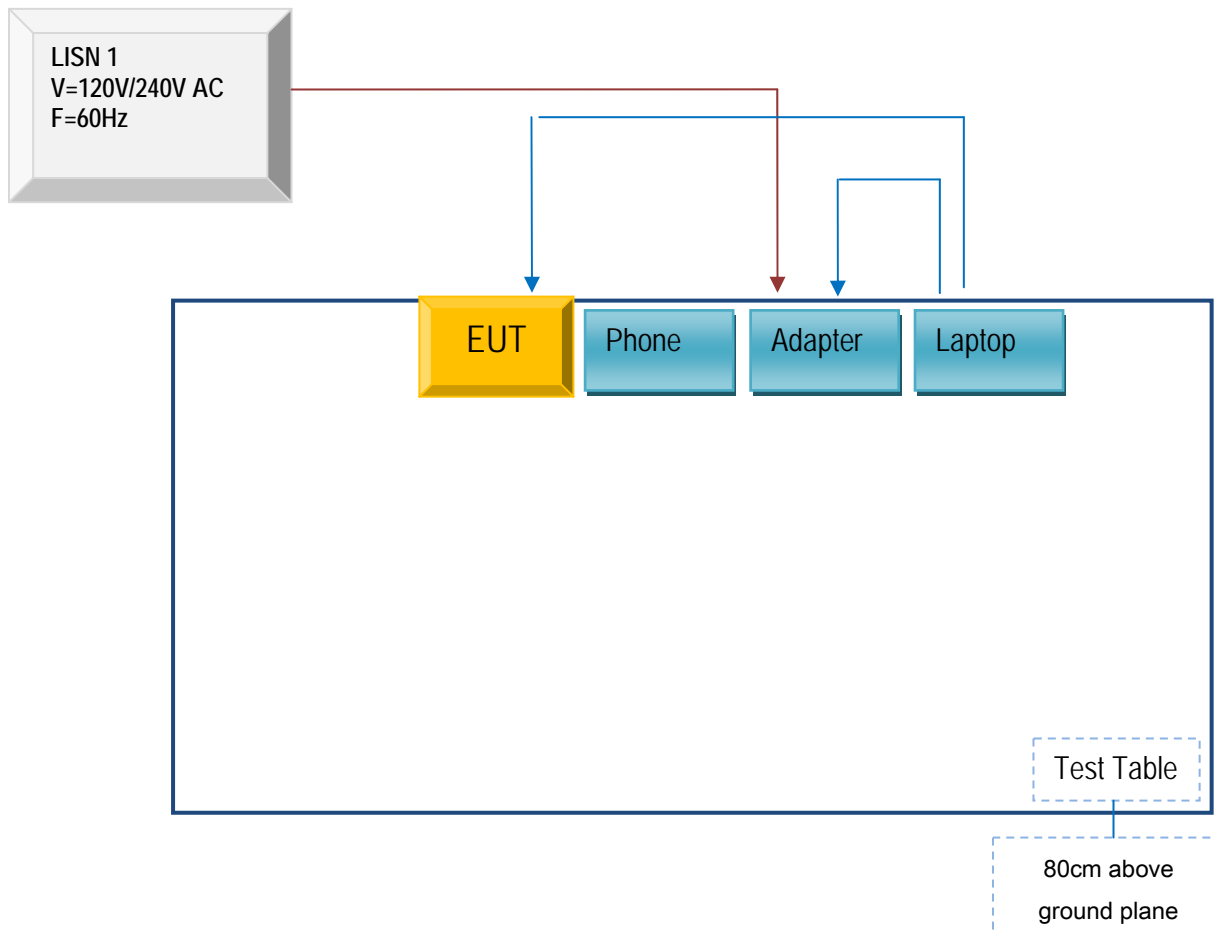 LISN 1
V=120V/240V AC
F=60Hz
EUT
Phone
Adapter
Laptop
Test Table
80cm above
ground plane